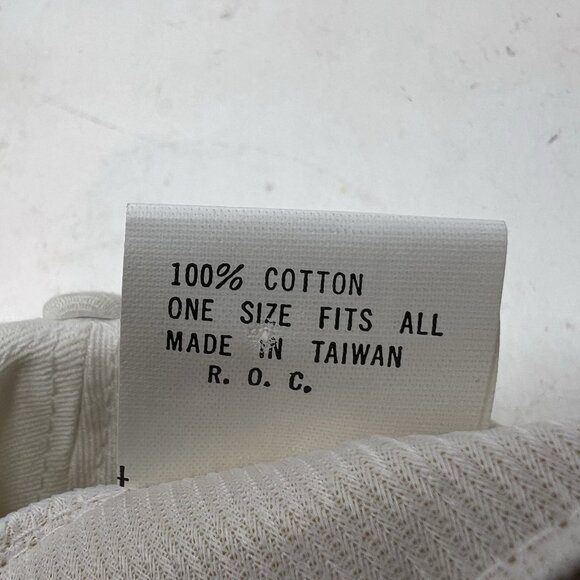 100% COTTON
ONE SIZE FITS ALL
MADE IN TAIWAN
R. O. C.